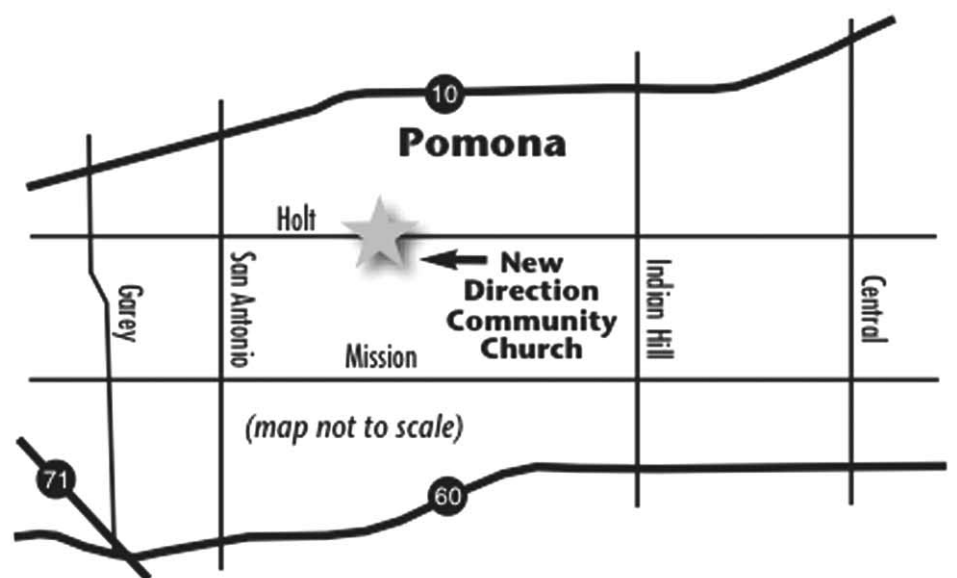 10
Pomona
Holt
New
Direction
Community
Church
Garey
San Antonio
Indian Hill
Central
Mission
(map not to scale)
71
60